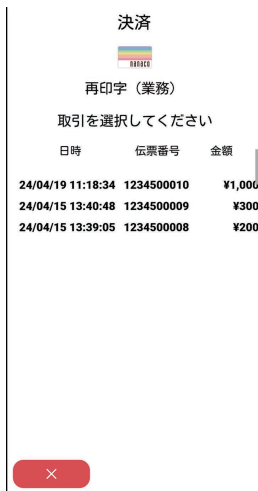 決済
nanaco
再印字（業務）
取引を選択してください
日時 伝票番号 金額
24/04/19 11:18:34 1234500010 ¥1,000
24/04/15 13:40:48 1234500009 ¥300
24/04/15 13:39:05 1234500008 ¥200